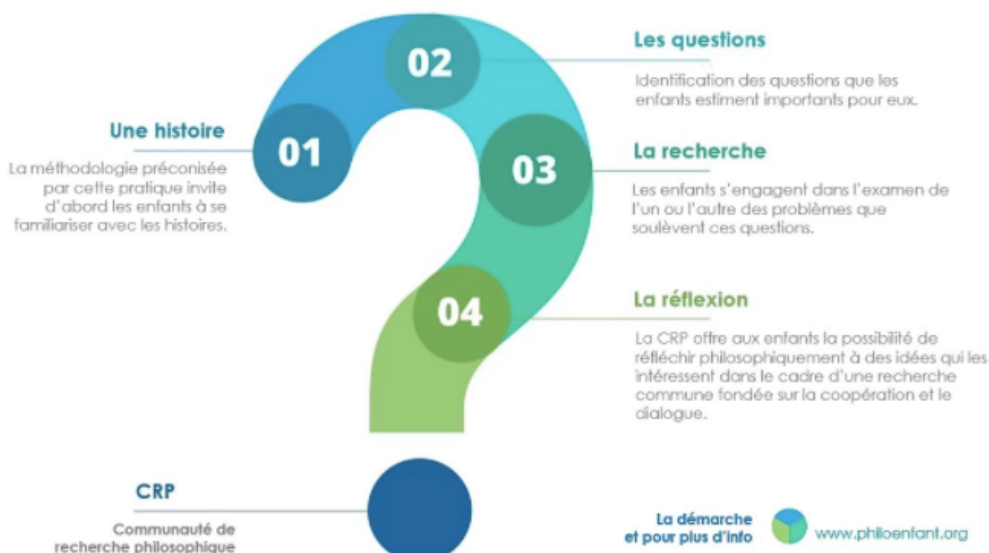 01
Une histoire
La méthodologie préconisée
par cette pratique invite
d'abord les enfants à se
familiariser avec les histoires.
02
Les questions
Identification des questions que les
enfants estiment importants pour eux.
03
La recherche
Les enfants s'engagent dans l'examen de
l'un ou l'autre des problèmes que
soulèvent ces questions.
04
La réflexion
La CRP offre aux enfants la possibilité de
réfléchir philosophiquement à des idées qui les
intéressent dans le cadre d'une recherche
commune fondée sur la coopération et le
dialogue.
CRP
Communauté de
recherche philosophique
La démarche
et pour plus d'info
www.philoenfant.org